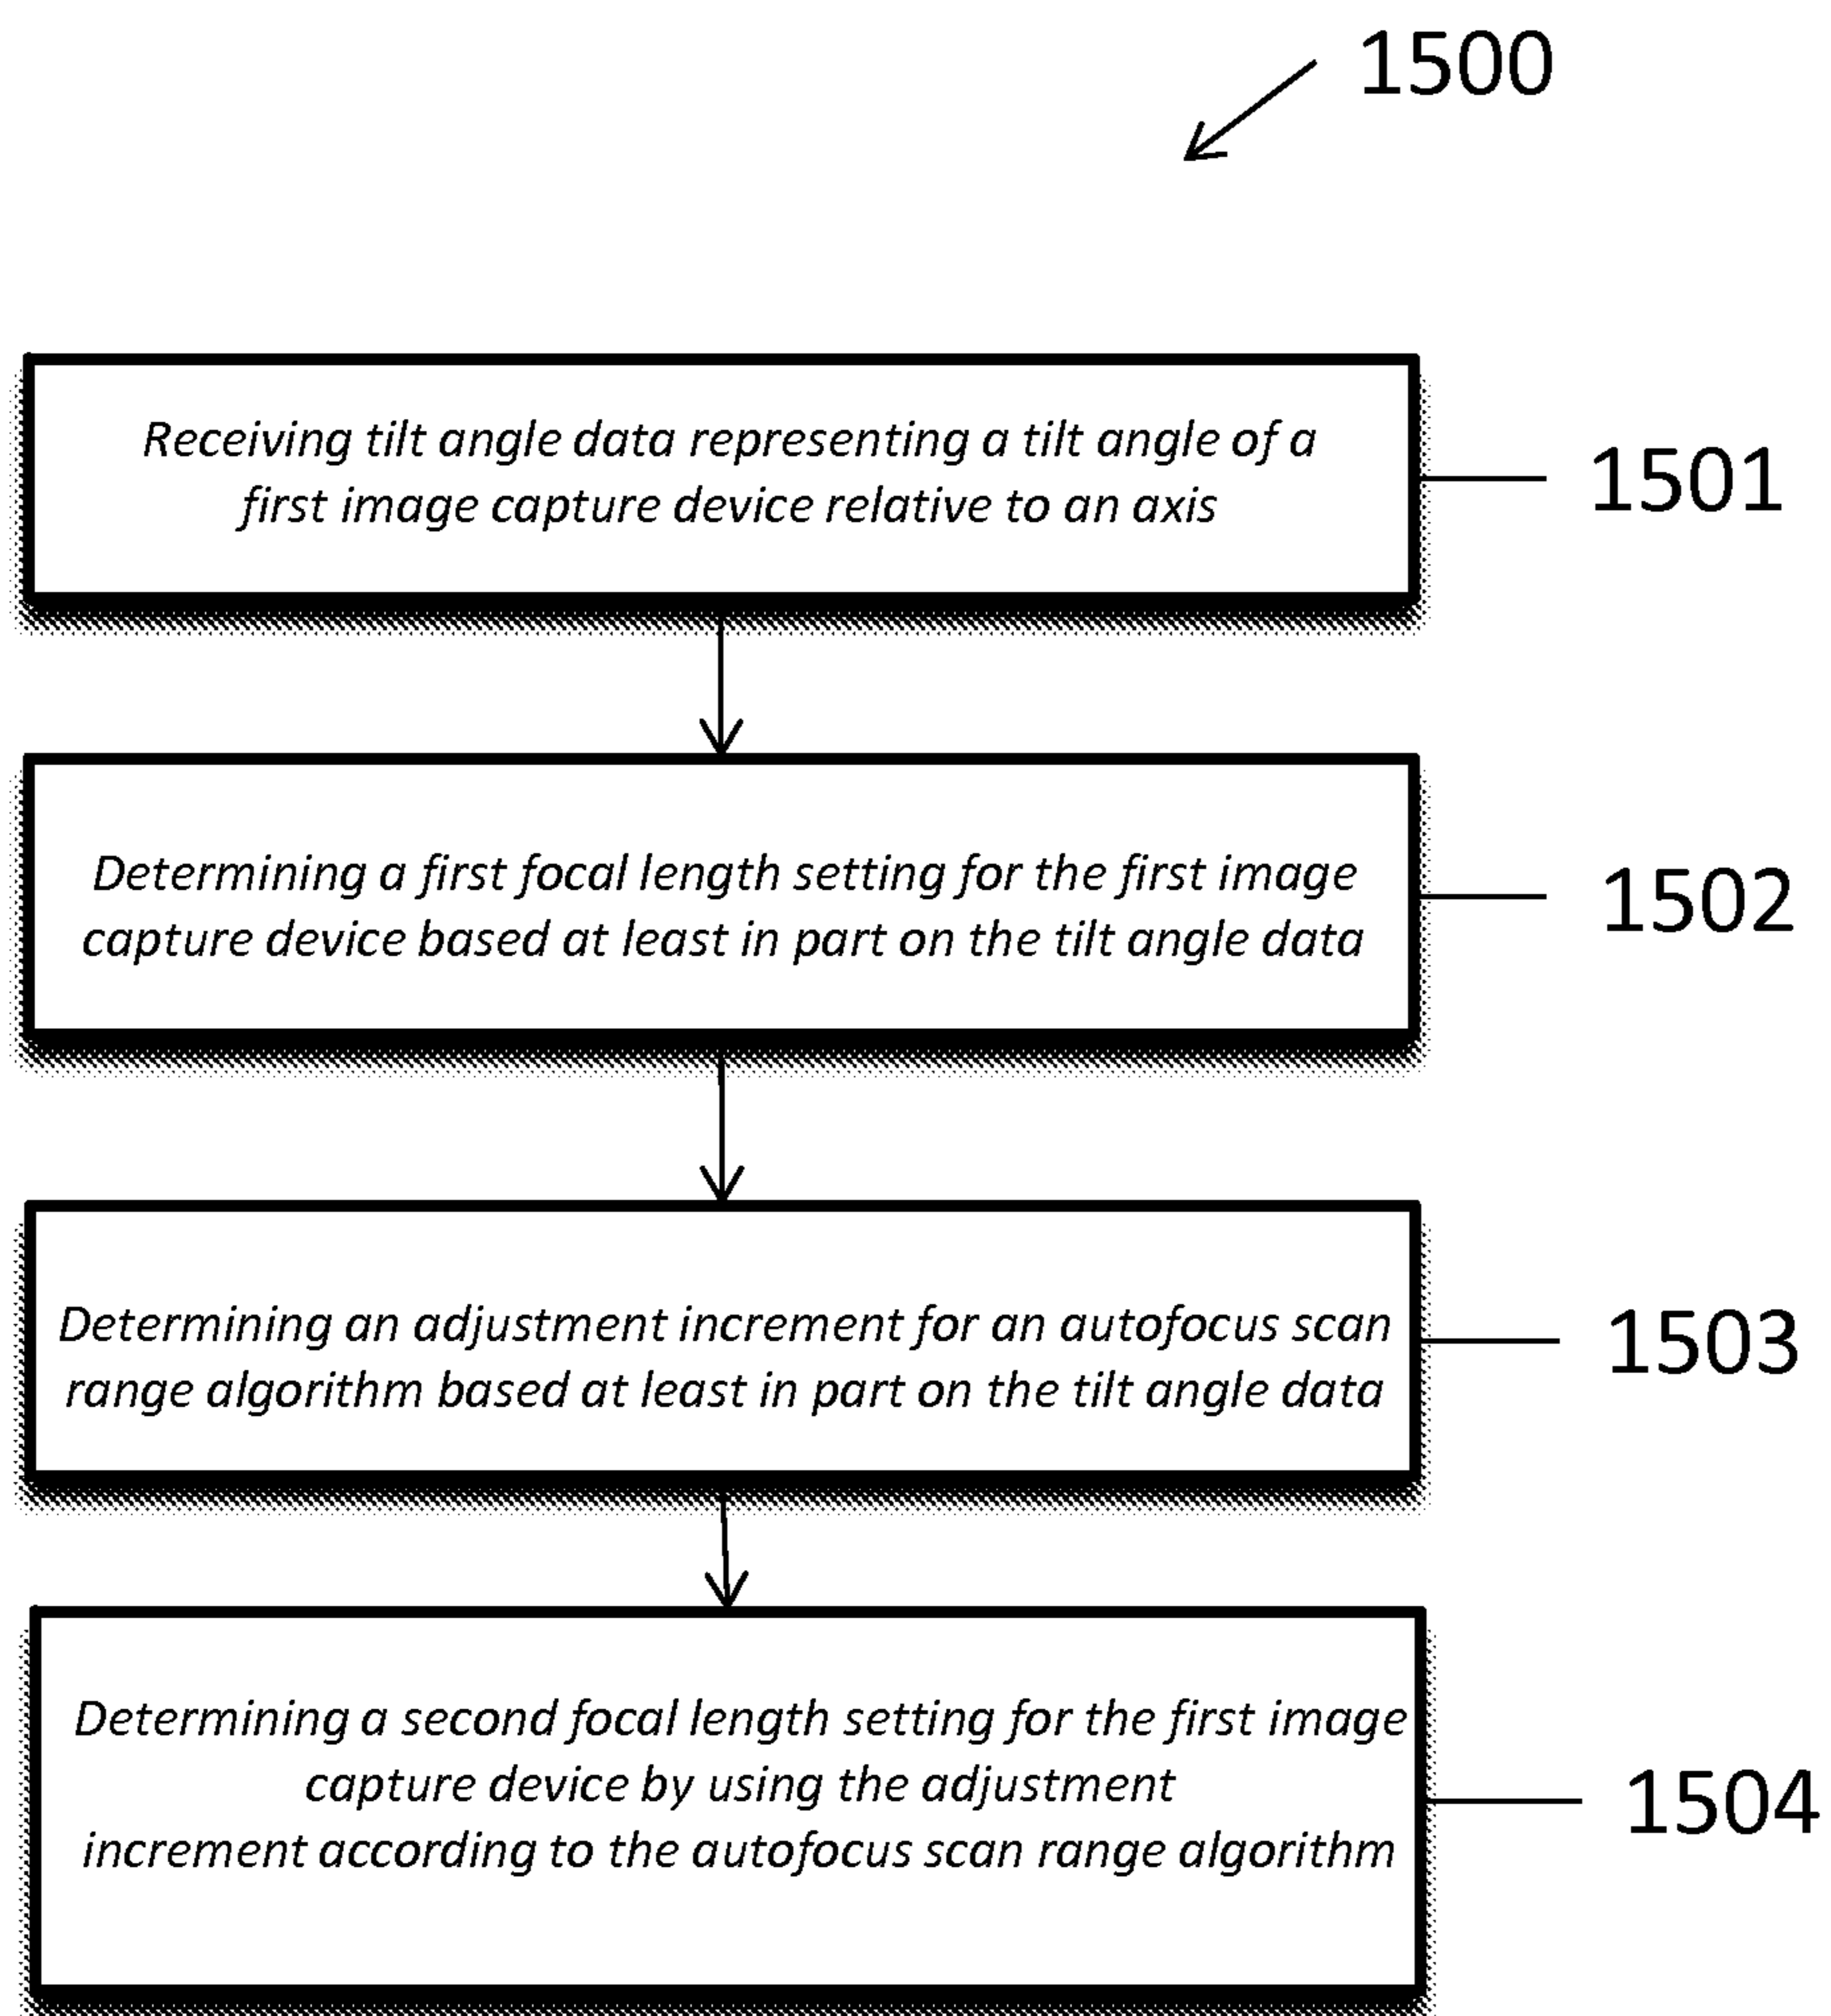 1500
Receiving tilt angle data representing a tilt angle of a
first image capture device relative to an axis
1501
Determining a first focal length setting for the first image
capture device based at least in part on the tilt angle data
1502
Determining an adjustment increment for an autofocus scan
range algorithm based at least in part on the tilt angle data
1503
Determining a second focal length setting for the first image
capture device by using the adjustment
increment according to the autofocus scan range algorithm
1504